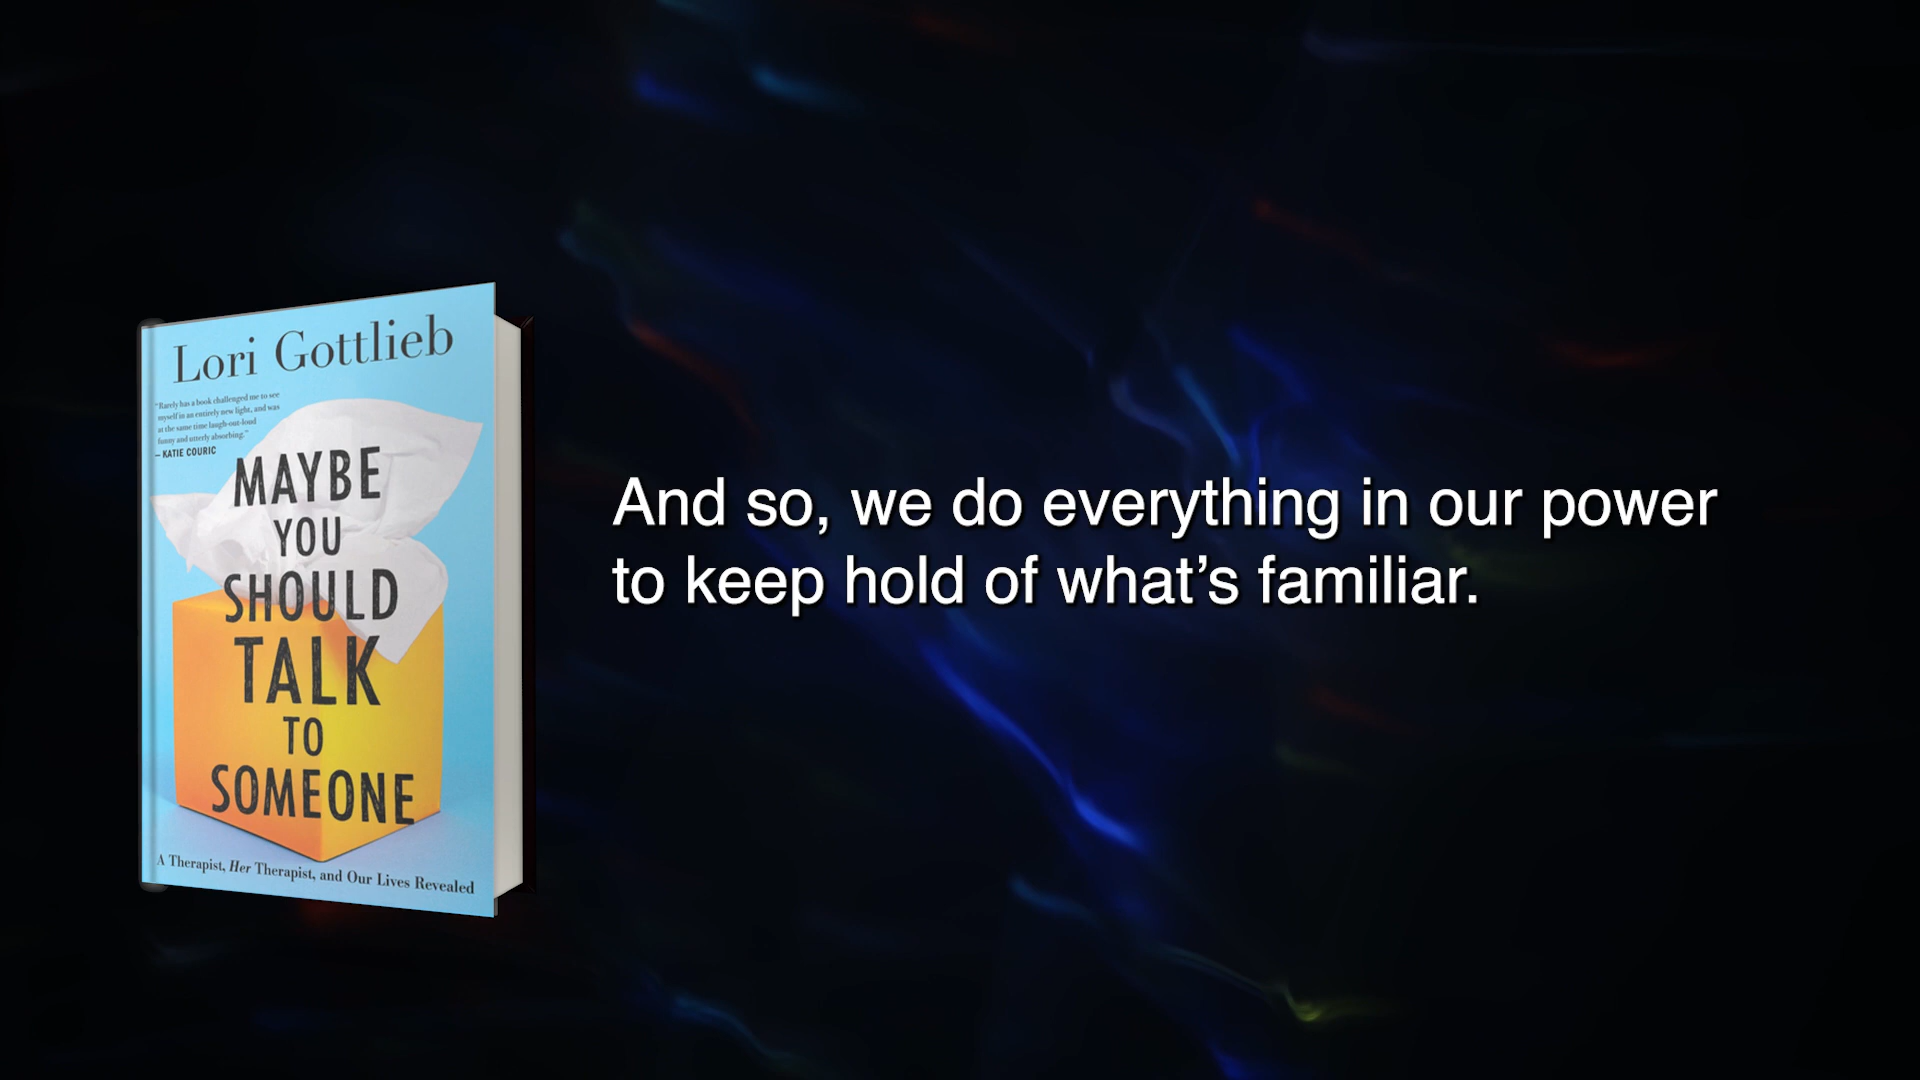 Lori Gottlieb
"Rarely has a book challenged me to see
myself in an entirely new light, and was
at the same time laugh-out-loud
funny and utterly absorbing."
– KATIE COURIC
MAYBE
YOU
SHOULD
TALK
TO
SOMEONE
A Therapist, Her Therapist, and Our Lives Revealed
And so, we do everything in our power
to keep hold of what’s familiar.